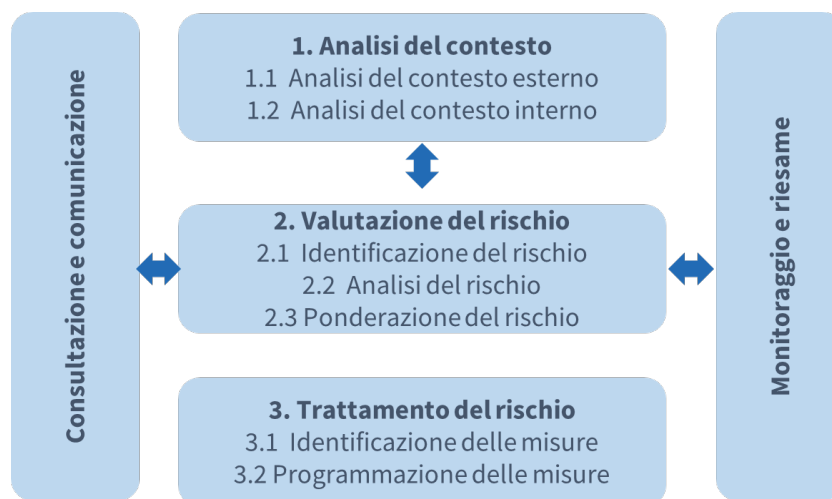 Consultazione e comunicazione
1. Analisi del contesto
1.1 Analisi del contesto esterno
1.2 Analisi del contesto interno
2. Valutazione del rischio
2.1 Identificazione del rischio
2.2 Analisi del rischio
2.3 Ponderazione del rischio
3. Trattamento del rischio
3.1 Identificazione delle misure
3.2 Programmazione delle misure
Monitoraggio e riesame